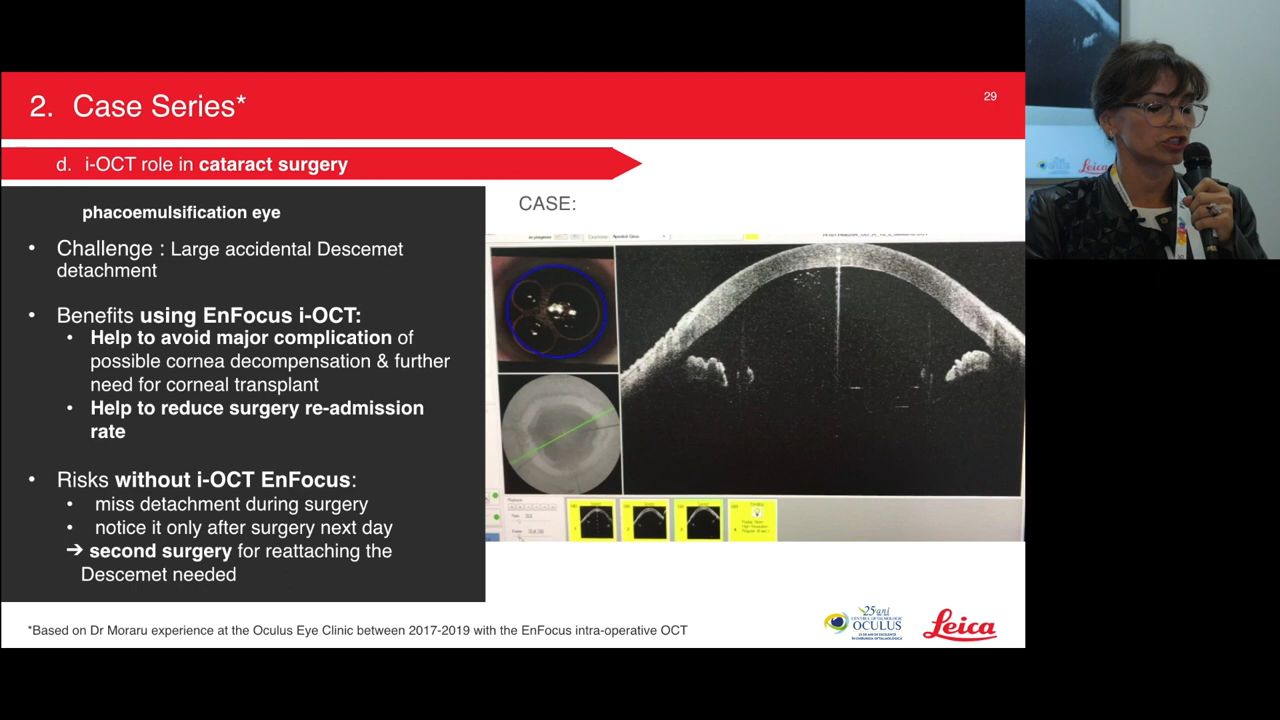 2. Case Series*
29
d. i-OCT role in cataract surgery
phacoemulsification eye
• Challenge : Large accidental Descemet
detachment
• Benefits using EnFocus i-OCT:
• Help to avoid major complication of
possible cornea decompensation & further
need for corneal transplant
• Help to reduce surgery re-admission
rate
• Risks without i-OCT EnFocus:
• miss detachment during surgery
• notice it only after surgery next day
➔ second surgery for reattaching the
Descemet needed
CASE:
*Based on Dr Moraru experience at the Oculus Eye Clinic between 2017-2019 with the EnFocus intra-operative OCT
25 ani
OCULUS
Leica
Leica